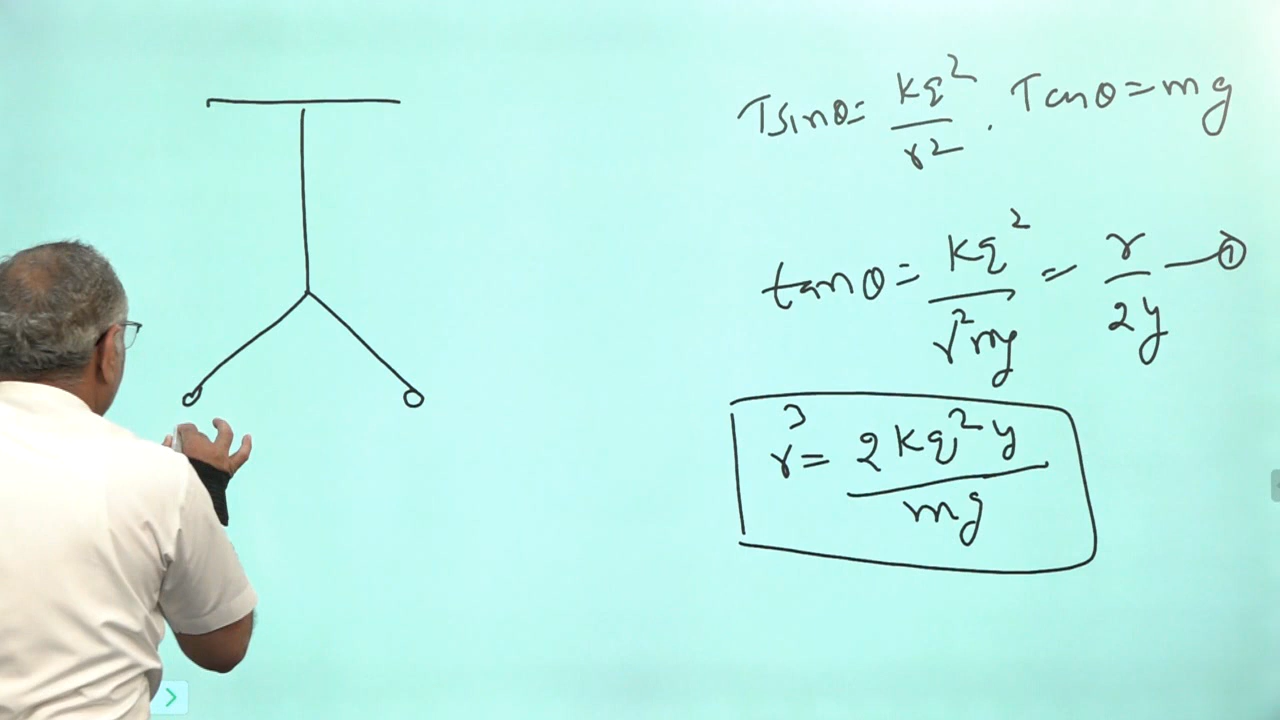 Tsinθ = kq²/r² . Tcosθ = mg
tanθ = kq²/r²mg = r/2y — ①
r³ = 2kq²y/mg